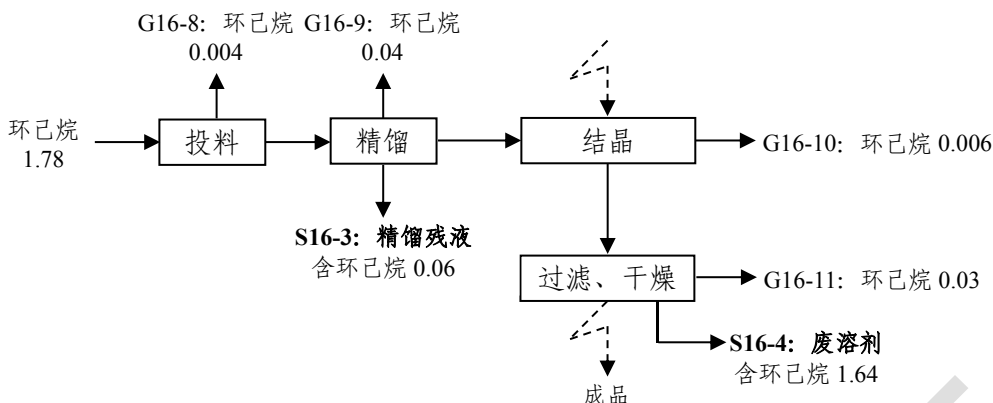 G16-8：环己烷
0.004
G16-9：环己烷
0.04
环己烷
1.78
投料
精馏
结晶
G16-10：环己烷 0.006
S16-3：精馏残液
含环己烷 0.06
过滤、干燥
G16-11：环己烷 0.03
S16-4：废溶剂
含环己烷 1.64
成品